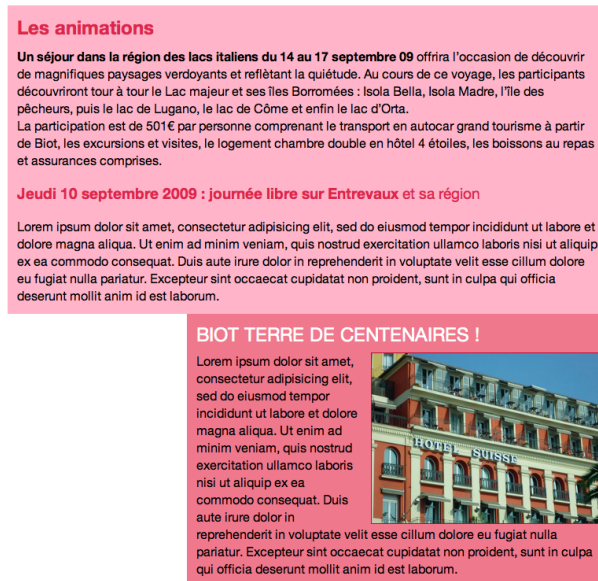 Les animations
Un séjour dans la région des lacs italiens du 14 au 17 septembre 09 offrira l'occasion de découvrir
de magnifiques paysages verdoyants et reflètant la quiétude. Au cours de ce voyage, les participants
découvriront tour à tour le Lac majeur et ses îles Borromées : Isola Bella, Isola Madre, l'île des
pêcheurs, puis le lac de Lugano, le lac de Côme et enfin le lac d'Orta.
La participation est de 501€ par personne comprenant le transport en autocar grand tourisme à partir
de Biot, les excursions et visites, le logement chambre double en hôtel 4 étoiles, les boissons au repas
et assurances comprises.
Jeudi 10 septembre 2009 : journée libre sur Entrevaux et sa région
Lorem ipsum dolor sit amet, consectetur adipisicing elit, sed do eiusmod tempor incididunt ut labore et
dolore magna aliqua. Ut enim ad minim veniam, quis nostrud exercitation ullamco laboris nisi ut aliquip
ex ea commodo consequat. Duis aute irure dolor in reprehenderit in voluptate velit esse cillum dolore
eu fugiat nulla pariatur. Excepteur sint occaecat cupidatat non proident, sunt in culpa qui officia
deserunt mollit anim id est laborum.
BIOT TERRE DE CENTENAIRES !
Lorem ipsum dolor sit amet,
consectetur adipisicing elit,
sed do eiusmod tempor
incididunt ut labore et dolore
magna aliqua. Ut enim ad
minim veniam, quis nostrud
exercitation ullamco laboris
nisi ut aliquip ex ea
commodo consequat. Duis
aute irure dolor in
reprehenderit in voluptate velit esse cillum dolore eu fugiat nulla
pariatur. Excepteur sint occaecat cupidatat non proident, sunt in culpa
qui officia deserunt mollit anim id est laborum.
HOTEL SUISSE